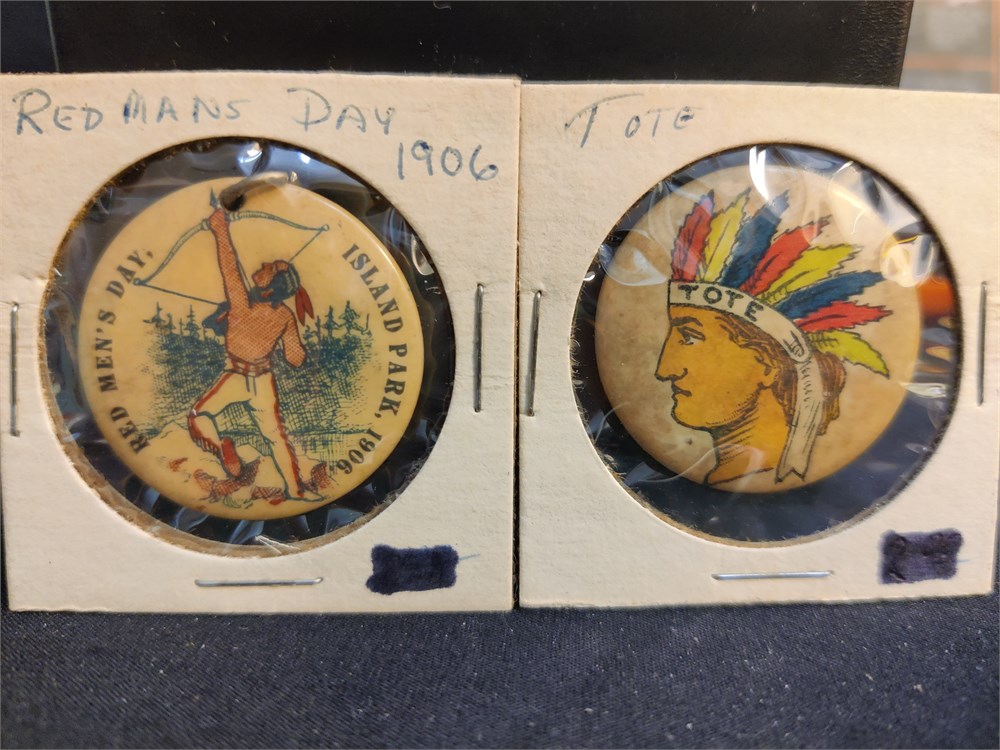 RED MANS DAY
1906
TOTE
RED MEN'S DAY,
ISLAND PARK, 1906.
TOTE